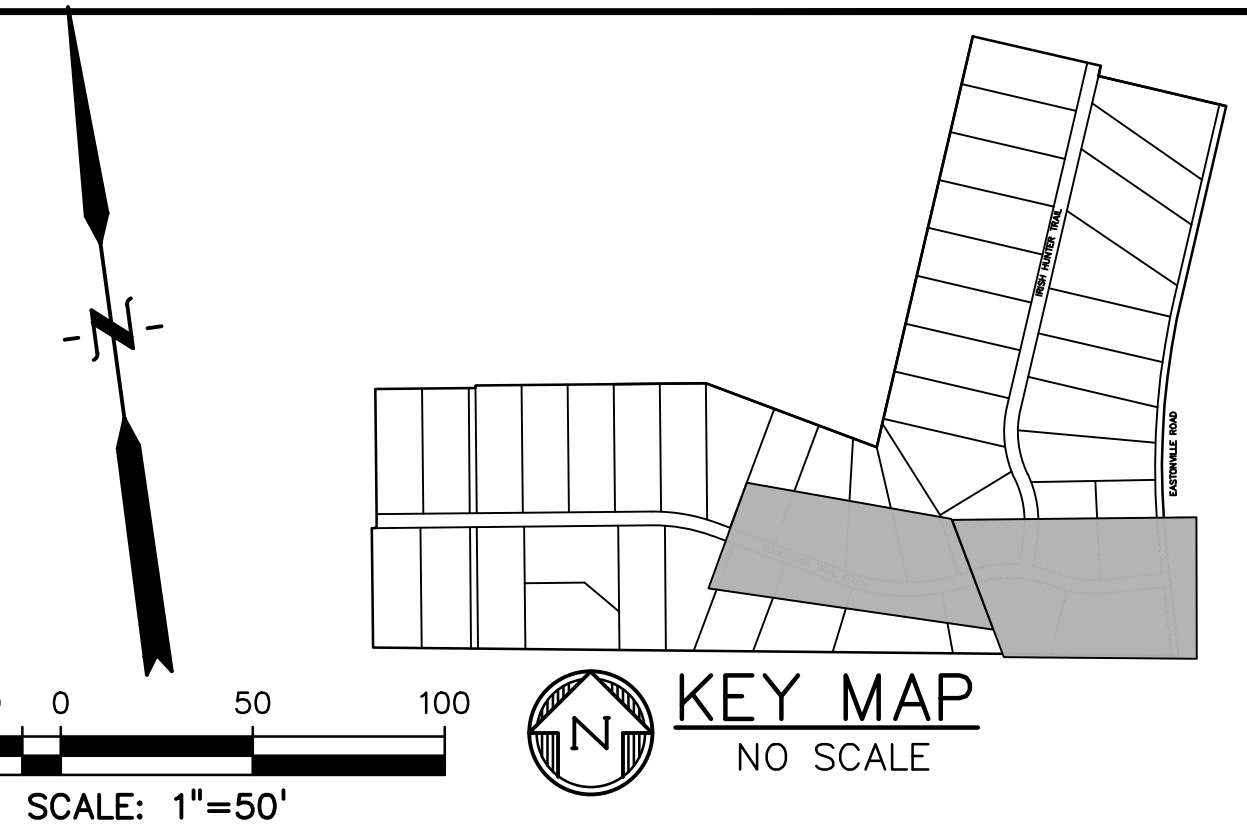 IRISH HUNTER TRAIL
EASTONVILLE ROAD
N
0 50 100
SCALE: 1"=50'
N
KEY MAP
NO SCALE